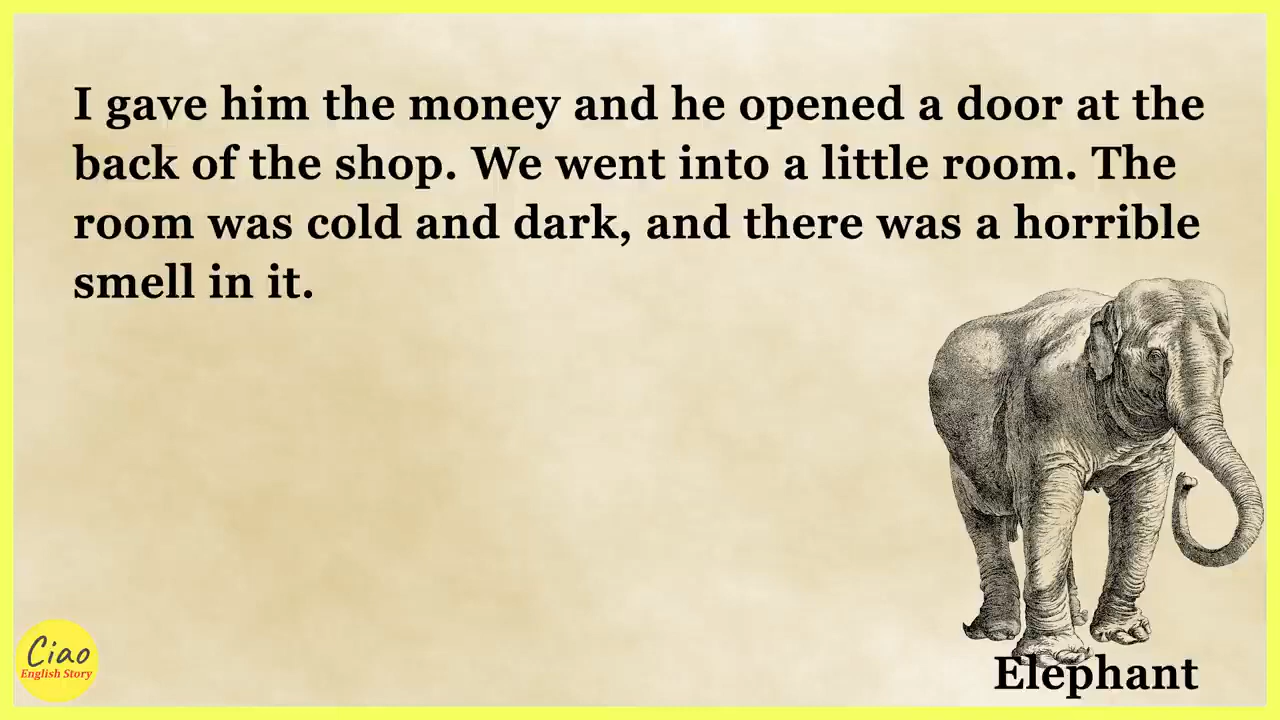 I gave him the money and he opened a door at the
back of the shop. We went into a little room. The
room was cold and dark, and there was a horrible
smell in it.
Elephant
Ciao
English Story